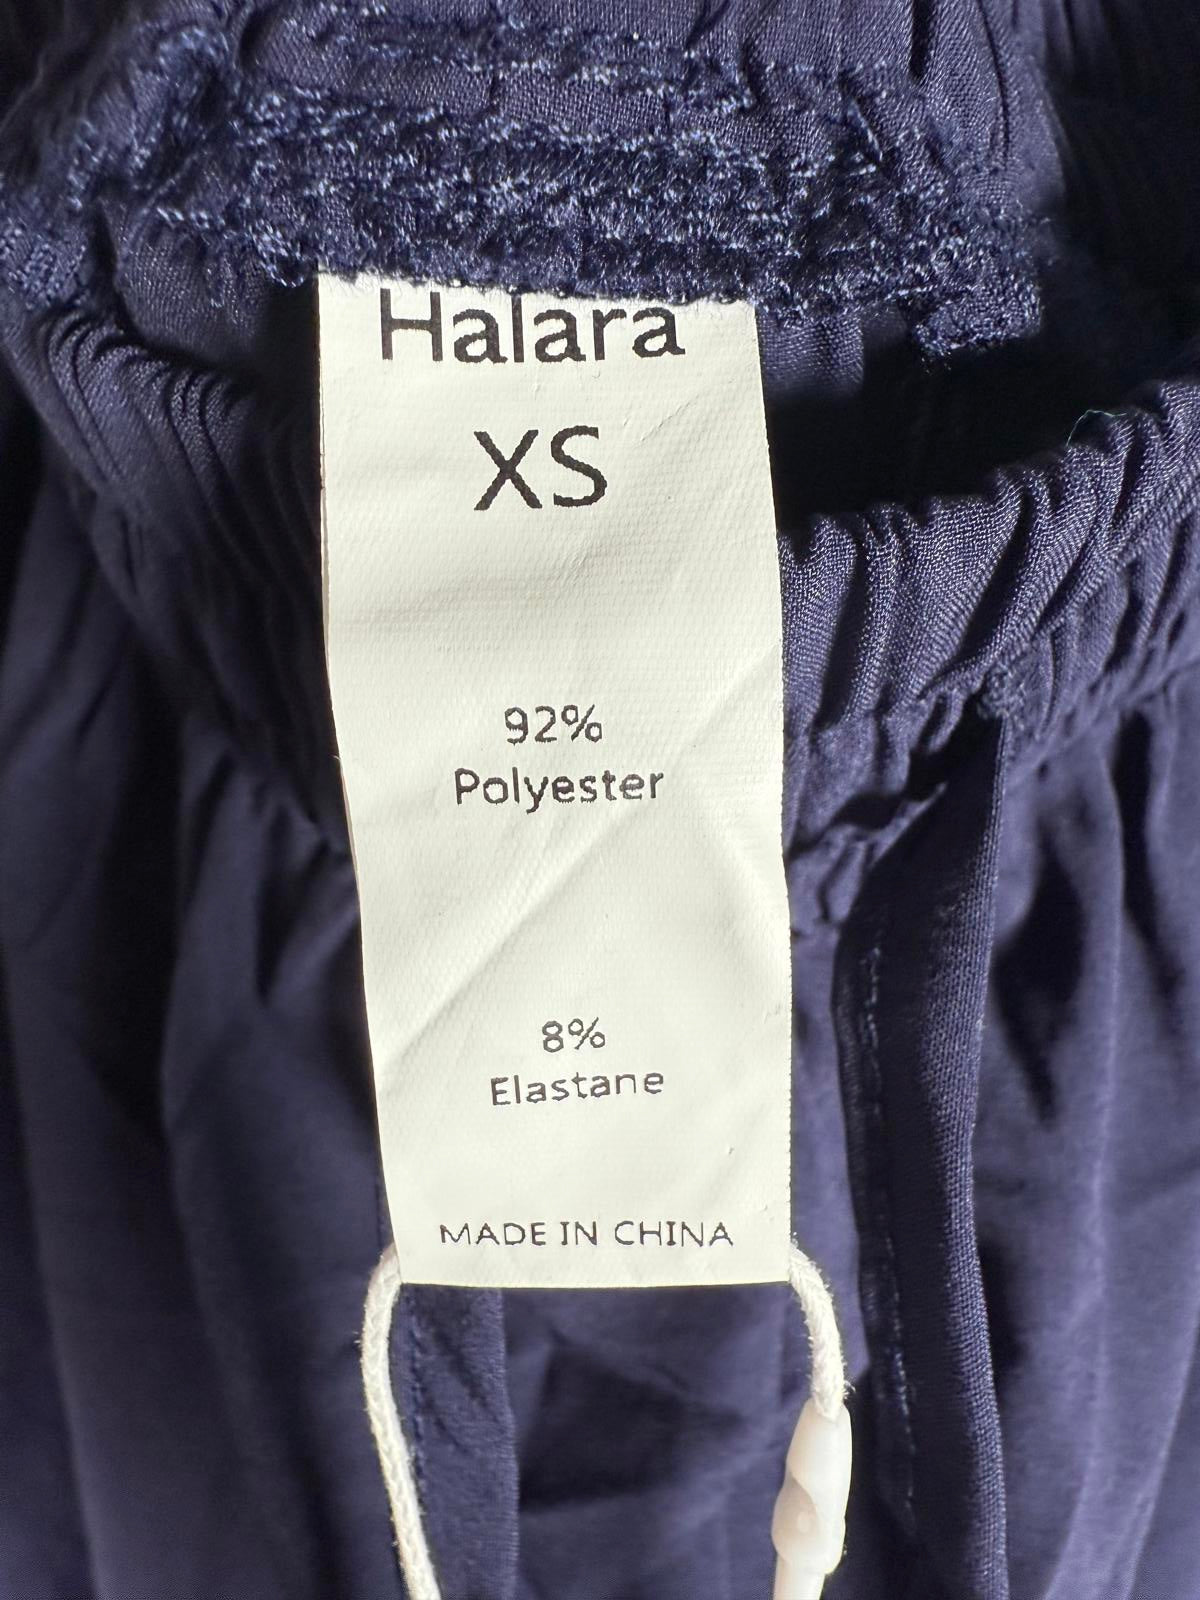 Halara
XS
92%
Polyester
8%
Elastane
MADE IN CHINA